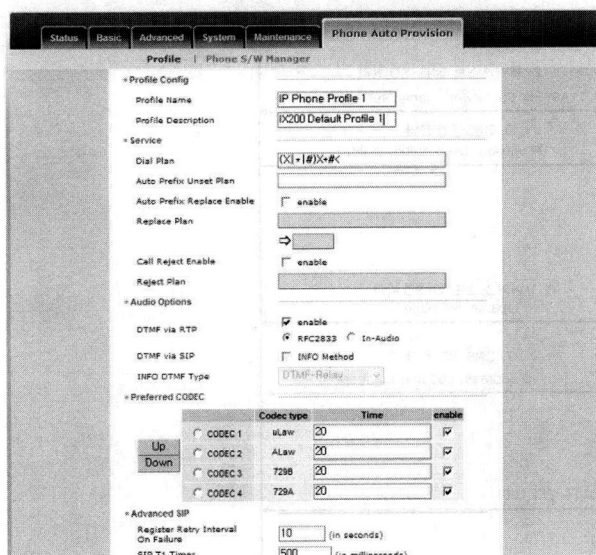 Status Basic Advanced System Maintenance Phone Auto Provision
Profile | Phone S/W Manager
Profile Config
Profile Name IP Phone Profile 1
Profile Description IX200 Default Profile 1
Service
Dial Plan (X|*|#)X+#<
Auto Prefix Unset Plan
Auto Prefix Replace Enable enable
Replace Plan
Call Reject Enable enable
Reject Plan
Audio Options
DTMF via RTP enable
RFC2833 In-Audio
DTMF via SIP INFO Method
INFO DTMF Type DTMF-Relay
Preferred CODEC
Codec type Time enable
Up
Down
CODEC 1 uLaw 20
CODEC 2 ALaw 20
CODEC 3 729B 20
CODEC 4 729A 20
Advanced SIP
Register Retry Interval
On Failure 10 (in seconds)
SIP T1 Timer 500 (in milliseconds)